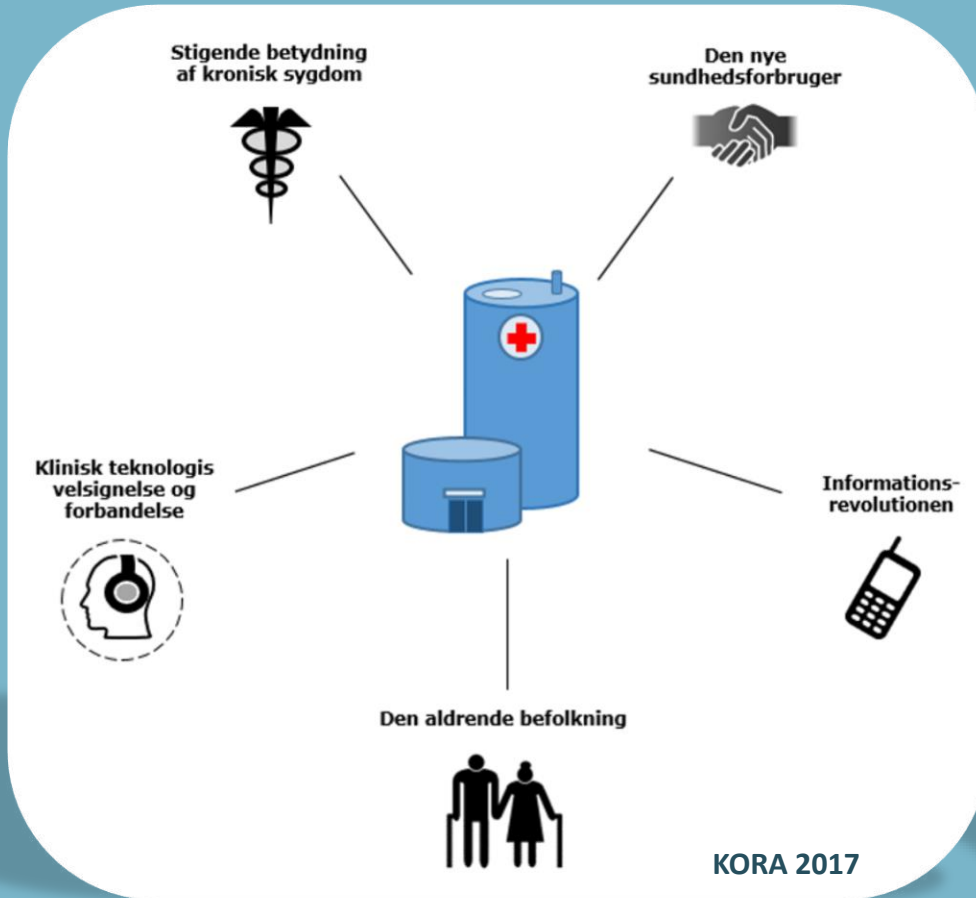 Stigende betydning
af kronisk sygdom
Den nye
sundhedsforbruger
Klinisk teknologis
velsignelse og
forbandelse
Informations-
revolutionen
Den aldrende befolkning
KORA 2017